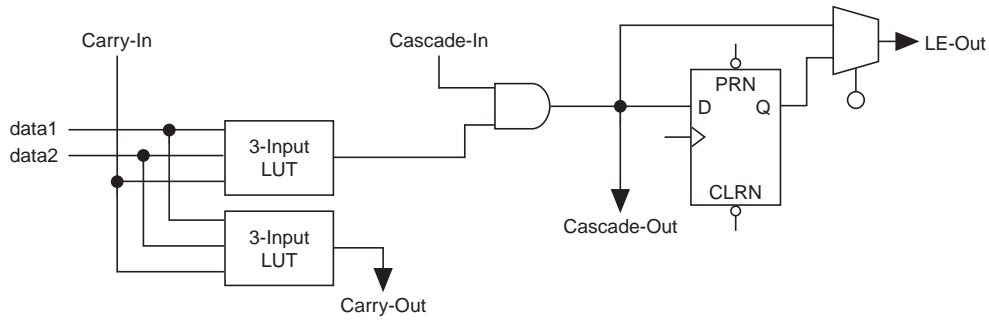 Carry-In
Cascade-In
LE-Out
PRN
D
Q
data1
data2
3-Input
LUT
CLRN
Cascade-Out
3-Input
LUT
Carry-Out